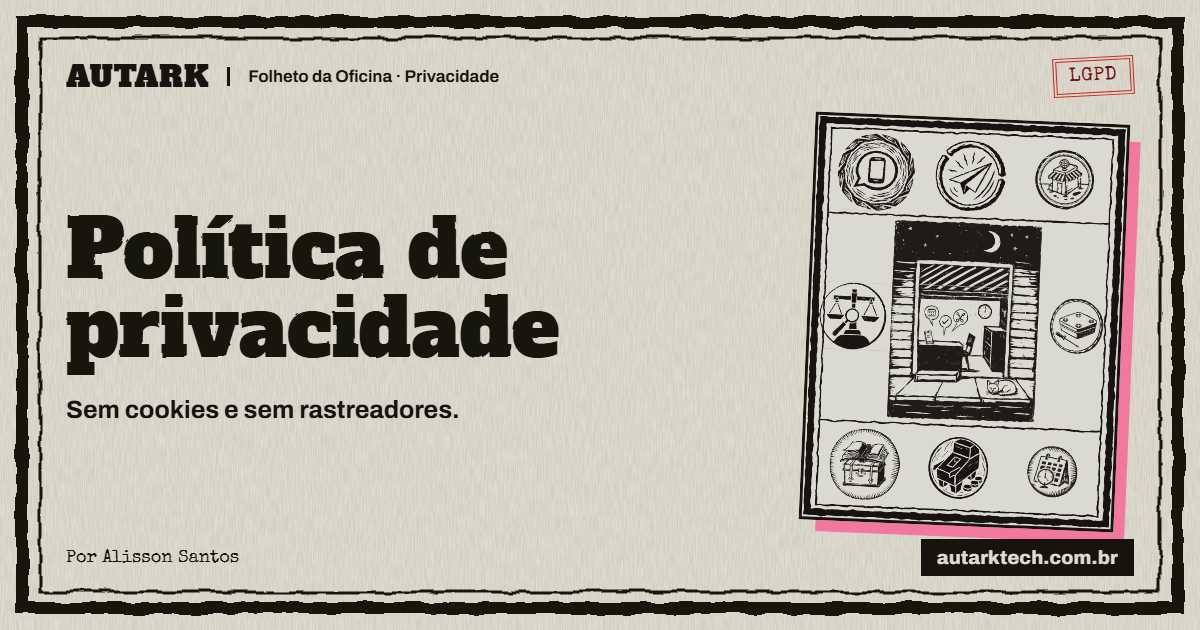 AUTARK | Folheto da Oficina · Privacidade
LGPD
Política de
privacidade
Sem cookies e sem rastreadores.
Por Alisson Santos
autarktech.com.br